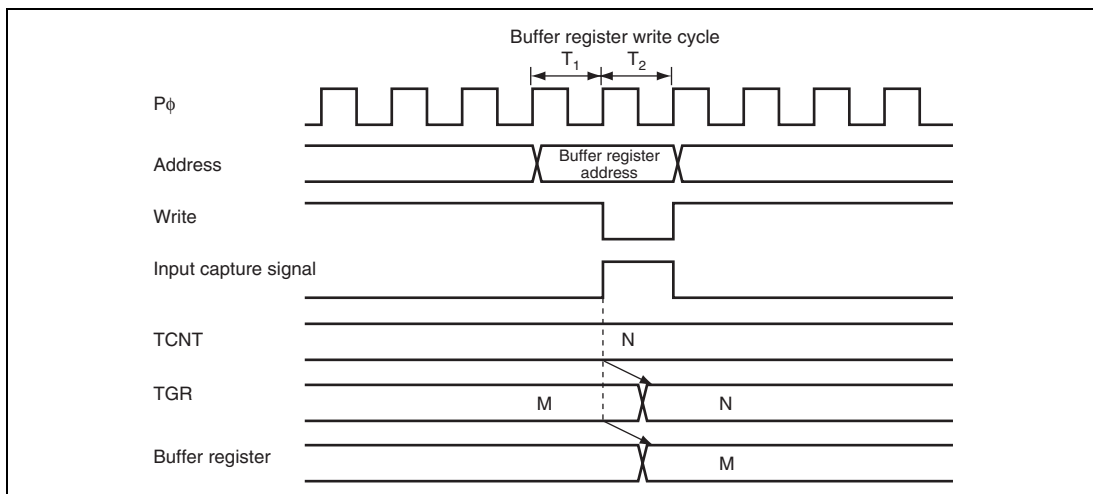 Buffer register write cycle
T1 T2
Pϕ
Address
Buffer register
address
Write
Input capture signal
TCNT
N
TGR
M N
Buffer register
M